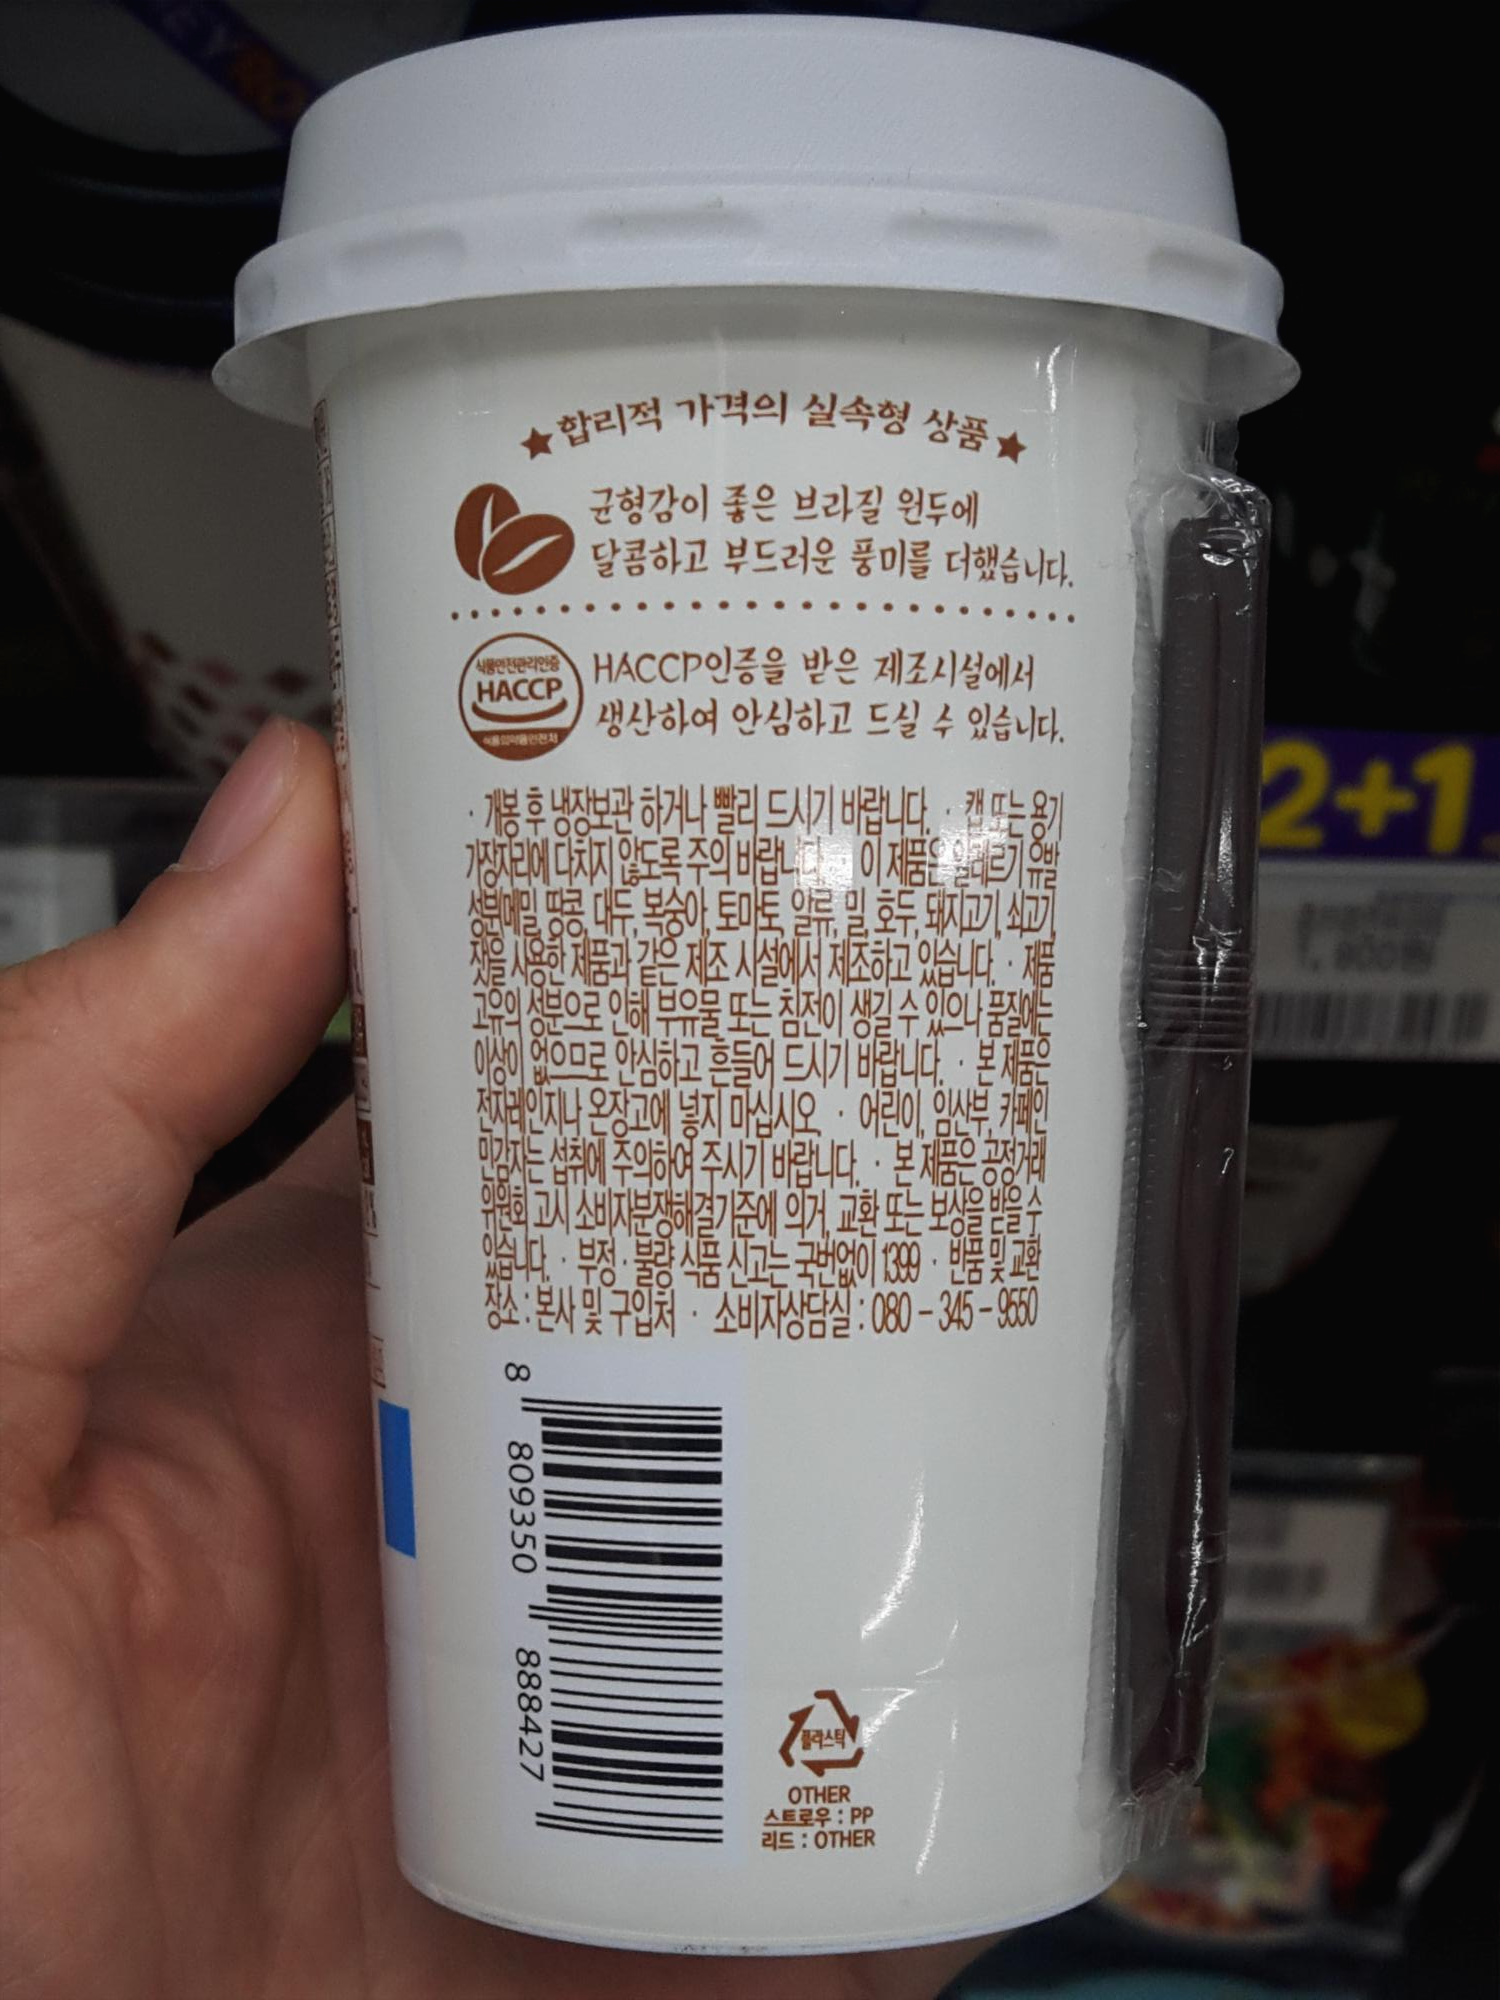 ★합리적 가격의 실속형 상품★
균형감이 좋은 브라질 원두에
달콤하고 부드러운 풍미를 더했습니다.
식품안전관리인증
HACCP
식품의약품안전처
HACCP인증을 받은 제조시설에서
생산하여 안심하고 드실 수 있습니다.
· 개봉 후 냉장보관 하거나 빨리 드시기 바랍니다. · 캡 또는 용기
가장자리에 다치지 않도록 주의 바랍니다. · 이 제품은 알레르기 유발
성분(메밀, 땅콩, 대두, 복숭아, 토마토, 알류, 밀, 호두, 돼지고기, 쇠고기,
잣)을 사용한 제품과 같은 제조 시설에서 제조하고 있습니다. · 제품
고유의 성분으로 인해 부유물 또는 침전이 생길 수 있으나 품질에는
이상이 없으므로 안심하고 흔들어 드시기 바랍니다. · 본 제품은
전자레인지나 온장고에 넣지 마십시오 · 어린이, 임산부, 카페인
민감자는 섭취에 주의하여 주시기 바랍니다. · 본 제품은 공정거래
위원회 고시 소비자분쟁해결기준에 의거, 교환 또는 보상을 받을 수
있습니다. · 부정·불량 식품 신고는 국번없이 1399 · 반품 및 교환
장소 : 본사 및 구입처 · 소비자상담실 : 080 - 345 - 9550
8 809350 888427
플라스틱
OTHER
스트로우 : PP
리드 : OTHER
2+1